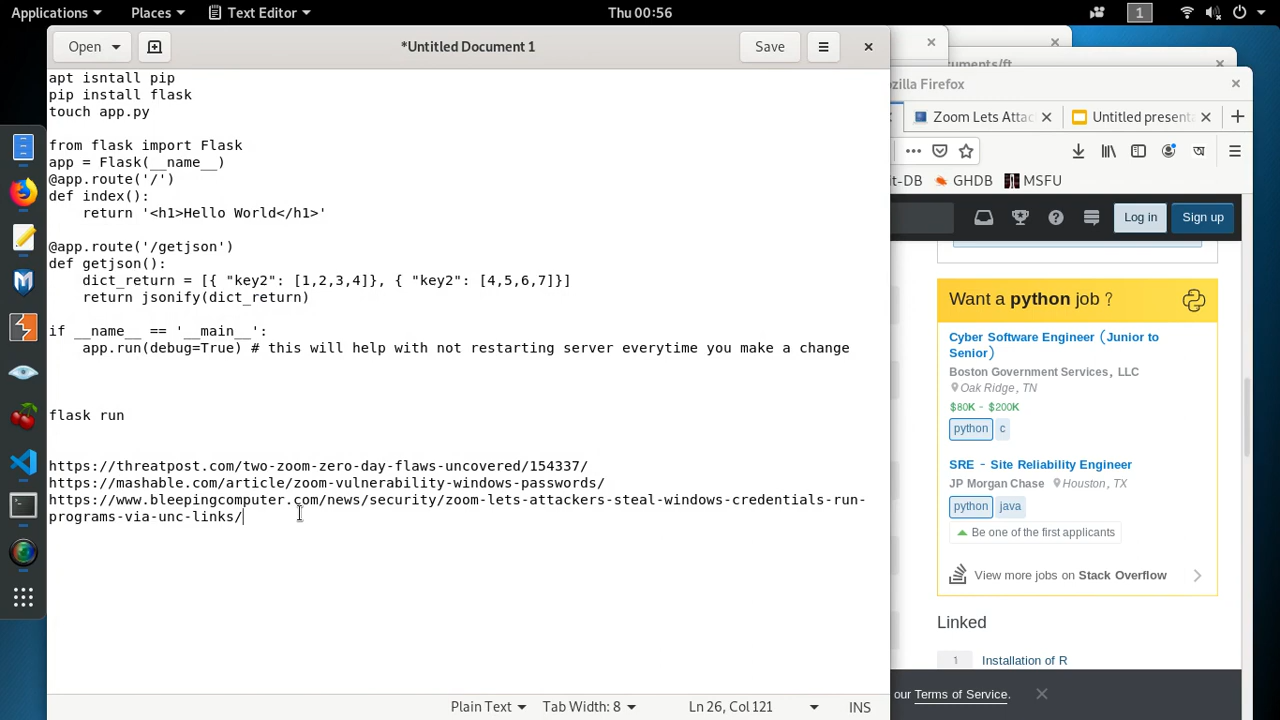 Applications
Places
Text Editor
Thu 00:56
1
Open
*Untitled Document 1
Save
apt isntall pip
pip install flask
touch app.py
from flask import Flask
app = Flask(__name__)
@app.route('/')
def index():
    return '<h1>Hello World</h1>'
@app.route('/getjson')
def getjson():
    dict_return = [{ "key2": [1,2,3,4]}, { "key2": [4,5,6,7]}]
    return jsonify(dict_return)
if __name__ == '__main__':
    app.run(debug=True) # this will help with not restarting server everytime you make a change
flask run
https://threatpost.com/two-zoom-zero-day-flaws-uncovered/154337/
https://mashable.com/article/zoom-vulnerability-windows-passwords/
https://www.bleepingcomputer.com/news/security/zoom-lets-attackers-steal-windows-credentials-run-
programs-via-unc-links/
Plain Text
Tab Width: 8
Ln 26, Col 121
INS
uments/ft
zilla Firefox
Zoom Lets Attac
Untitled present
lt-DB
GHDB
MSFU
Log in
Sign up
Want a python job?
Cyber Software Engineer (Junior to
Senior)
Boston Government Services, LLC
Oak Ridge, TN
$80K - $200K
python
c
SRE - Site Reliability Engineer
JP Morgan Chase
Houston, TX
python
java
Be one of the first applicants
View more jobs on Stack Overflow
Linked
1
Installation of R
our Terms of Service.